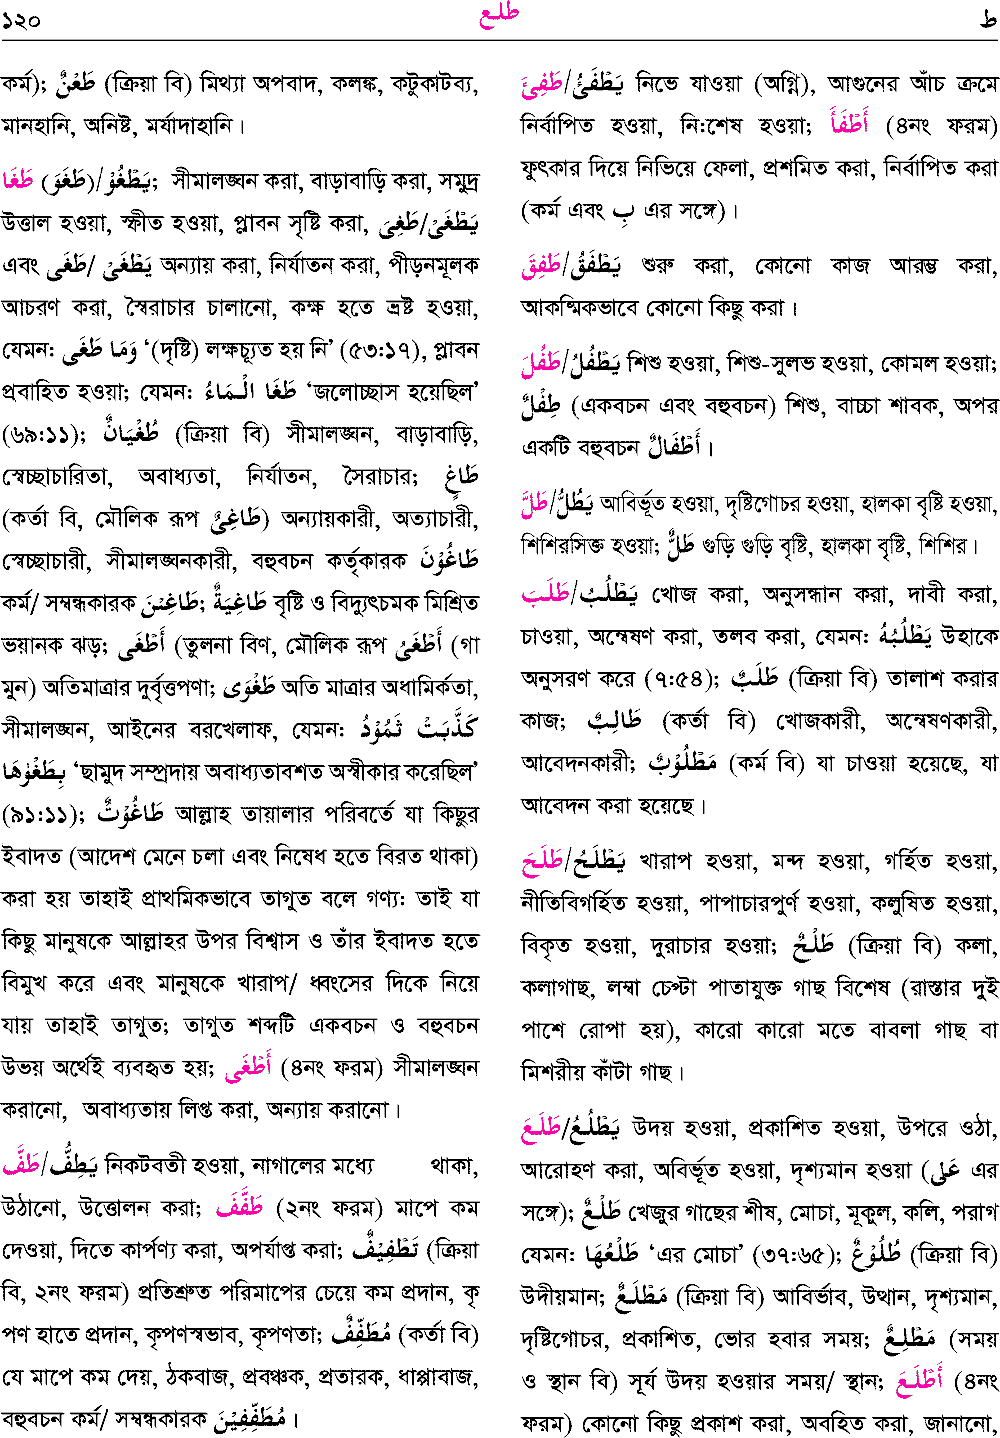 ১২০ طلع ط
কর্ম); طَعْنٌ (ক্রিয়া বি) মিথ্যা অপবাদ, কলঙ্ক, কটুকাটব্য,
মানহানি, অনিষ্ট, মর্যাদাহানি।
طَغَا (طَغَوَ)/يَطْغُوْ; সীমালঙ্ঘন করা, বাড়াবাড়ি করা, সমুদ্র
উত্তাল হওয়া, স্ফীত হওয়া, প্লাবন সৃষ্টি করা, طَغِىَ/يَطْغَىْ
এবং طَغَى/ يَطْغَىْ অন্যায় করা, নির্যাতন করা, পীড়নমূলক
আচরণ করা, স্বৈরাচার চালানো, কক্ষ হতে ভ্রষ্ট হওয়া,
যেমন: وَمَا طَغَى ‘(দৃষ্টি) লক্ষচ্যূত হয় নি’ (৫৩:১৭), প্লাবন
প্রবাহিত হওয়া; যেমন: طَغَا الْـمَـاءُ ‘জলোচ্ছাস হয়েছিল’
(৬৯:১১); طُغْيَانٌ (ক্রিয়া বি) সীমালঙ্ঘন, বাড়াবাড়ি,
স্বেচ্ছাচারিতা, অবাধ্যতা, নির্যাতন, সৈরাচার; طَاغٍ
(কর্তা বি, মৌলিক রূপ طَاغِىٌ) অন্যায়কারী, অত্যাচারী,
স্বেচ্ছাচারী, সীমালঙ্ঘনকারী, বহুবচন কর্তৃকারক طَاغُوْنَ
কর্ম/ সম্বন্ধকারক طَاغِيْنَ; طَاغِيَةٌ বৃষ্টি ও বিদ্যুৎচমক মিশ্রিত
ভয়ানক ঝড়; أَطْغَى (তুলনা বিণ, মৌলিক রূপ أَطْغَىُ (গা
মুন) অতিমাত্রার দুর্বৃত্তপণা; طَغْوَى অতি মাত্রার অধামির্কতা,
সীমালঙ্ঘন, আইনের বরখেলাফ, যেমন: كَذَّبَتْ ثَمُوْدُ
بِطَغْوٰهَا ‘ছামুদ সম্প্রদায় অবাধ্যতাবশত অস্বীকার করেছিল’
(৯১:১১); طَاغُوْتٌ আল্লাহ তায়ালার পরিবর্তে যা কিছুর
ইবাদত (আদেশ মেনে চলা এবং নিষেধ হতে বিরত থাকা)
করা হয় তাহাই প্রাথমিকভাবে তাগুত বলে গণ্য: তাই যা
কিছু মানুষকে আল্লাহর উপর বিশ্বাস ও তাঁর ইবাদত হতে
বিমুখ করে এবং মানুষকে খারাপ/ ধ্বংসের দিকে নিয়ে
যায় তাহাই তাগুত; তাগুত শব্দটি একবচন ও বহুবচন
উভয় অর্থেই ব্যবহৃত হয়; أَطْغَى (৪নং ফরম) সীমালঙ্ঘন
করানো, অবাধ্যতায় লিপ্ত করা, অন্যায় করানো।
طَفَّ/يَطِفُّ নিকটবর্তী হওয়া, নাগালের মধ্যে থাকা,
উঠানো, উত্তোলন করা; طَفَّفَ (২নং ফরম) মাপে কম
দেওয়া, দিতে কার্পণ্য করা, অপর্যাপ্ত করা; تَطْفِيْفٌ (ক্রিয়া
বি, ২নং ফরম) প্রতিশ্রুত পরিমাপের চেয়ে কম প্রদান, কৃ
পণ হাতে প্রদান, কৃপণস্বভাব, কৃপণতা; مُطَفِّفٌ (কর্তা বি)
যে মাপে কম দেয়, ঠকবাজ, প্রবঞ্চক, প্রতারক, ধাপ্পাবাজ,
বহুবচন কর্ম/ সম্বন্ধকারক مُطَفِّفِيْنَ।
طَفِىَٔ/يَطْفَىُٔ নিভে যাওয়া (অগ্নি), আগুনের আঁচ ক্রমে
নির্বাপিত হওয়া, নি:শেষ হওয়া; أَطْفَأَ (৪নং ফরম)
ফুৎকার দিয়ে নিভিয়ে ফেলা, প্রশমিত করা, নির্বাপিত করা
(কর্ম এবং بِ এর সঙ্গে)।
طَفِقَ/يَطْفَقُ শুরু করা, কোনো কাজ আরম্ভ করা,
আকস্মিকভাবে কোনো কিছু করা।
طَفُلَ/يَطْفُلُ শিশু হওয়া, শিশু-সুলভ হওয়া, কোমল হওয়া;
طِفْلٌ (একবচন এবং বহুবচন) শিশু, বাচ্চা শাবক, অপর
একটি বহুবচন أَطْفَالٌ।
طَلَّ/يَطُلُّ আবির্ভূত হওয়া, দৃষ্টিগোচর হওয়া, হালকা বৃষ্টি হওয়া,
শিশিরসিক্ত হওয়া; طَلٌّ গুড়ি গুড়ি বৃষ্টি, হালকা বৃষ্টি, শিশির।
طَلَبَ/يَطْلُبُ খোজ করা, অনুসন্ধান করা, দাবী করা,
চাওয়া, অম্বেষণ করা, তলব করা, যেমন: يَطْلُبُهُ উহাকে
অনুসরণ করে (৭:৫৪); طَلَبٌ (ক্রিয়া বি) তালাশ করার
কাজ; طَالِبٌ (কর্তা বি) খোজকারী, অম্বেষণকারী,
আবেদনকারী; مَطْلُوْبٌ (কর্ম বি) যা চাওয়া হয়েছে, যা
আবেদন করা হয়েছে।
طَلَحَ/يَطْلَحُ খারাপ হওয়া, মন্দ হওয়া, গর্হিত হওয়া,
নীতিবিগর্হিত হওয়া, পাপাচারপুর্ণ হওয়া, কলুষিত হওয়া,
বিকৃত হওয়া, দুরাচার হওয়া; طَلْحٌ (ক্রিয়া বি) কলা,
কলাগাছ, লম্বা চেপ্টা পাতাযুক্ত গাছ বিশেষ (রাস্তার দুই
পাশে রোপা হয়), কারো কারো মতে বাবলা গাছ বা
মিশরীয় কাঁটা গাছ।
طَلَعَ/يَطْلُعُ উদয় হওয়া, প্রকাশিত হওয়া, উপরে ওঠা,
আরোহণ করা, অবির্ভূত হওয়া, দৃশ্যমান হওয়া (عَلٰى এর
সঙ্গে); طَلْعٌ খেজুর গাছের শীষ, মোচা, মূকুল, কলি, পরাগ
যেমন: طَلْعُهَا ‘এর মোচা’ (৩৭:৬৫); طُلُوْعٌ (ক্রিয়া বি)
উদীয়মান; مَطْلَعٌ (ক্রিয়া বি) আবির্ভাব, উত্থান, দৃশ্যমান,
দৃষ্টিগোচর, প্রকাশিত, ভোর হবার সময়; مَطْلِعٌ (সময়
ও স্থান বি) সূর্য উদয় হওয়ার সময়/ স্থান; أَطْلَعَ (৪নং
ফরম) কোনো কিছু প্রকাশ করা, অবহিত করা, জানানো,